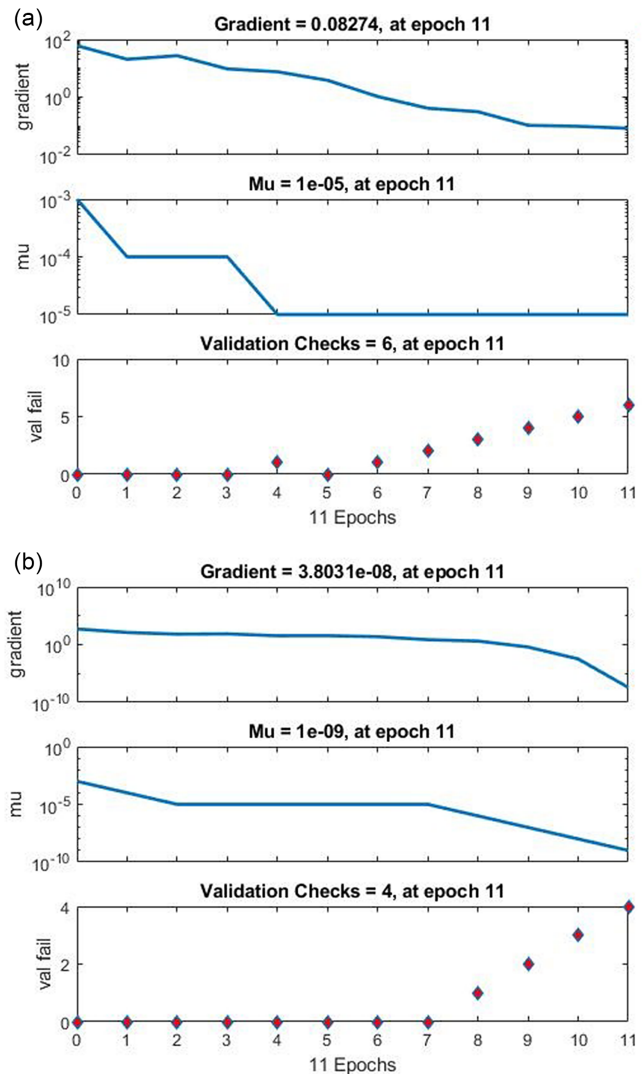 (a)
Gradient = 0.08274, at epoch 11
10^2
10^0
10^-2
gradient
Mu = 1e-05, at epoch 11
10^-3
10^-4
10^-5
mu
Validation Checks = 6, at epoch 11
10
5
0
val fail
0 1 2 3 4 5 6 7 8 9 10 11
11 Epochs
(b)
Gradient = 3.8031e-08, at epoch 11
10^10
10^0
10^-10
gradient
Mu = 1e-09, at epoch 11
10^0
10^-5
10^-10
mu
Validation Checks = 4, at epoch 11
4
2
0
val fail
0 1 2 3 4 5 6 7 8 9 10 11
11 Epochs